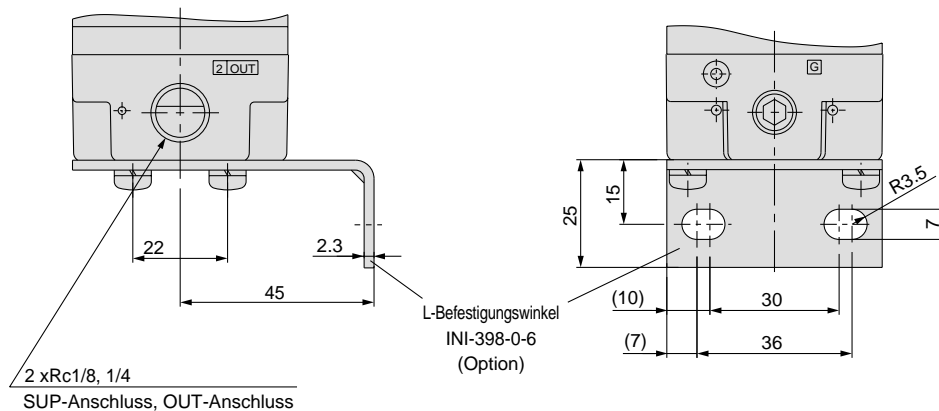 2 OUT
22
2.3
45
2 xRc1/8, 1/4
SUP-Anschluss, OUT-Anschluss
L-Befestigungswinkel
INI-398-0-6
(Option)
G
25
15
R3.5
7
(10)
30
(7)
36